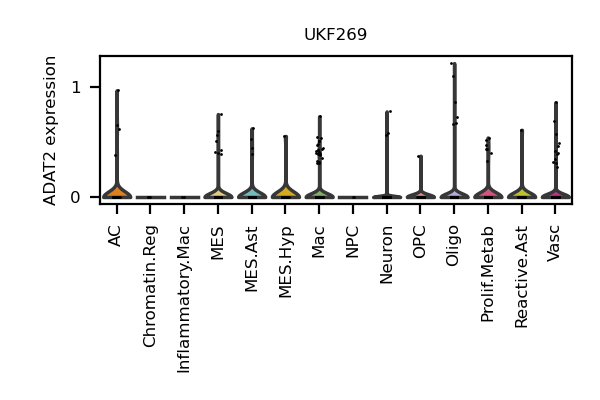 UKF269
ADAT2 expression
1
0
AC
Chromatin.Reg
Inflammatory.Mac
MES
MES.Ast
MES.Hyp
Mac
NPC
Neuron
OPC
Oligo
Prolif.Metab
Reactive.Ast
Vasc